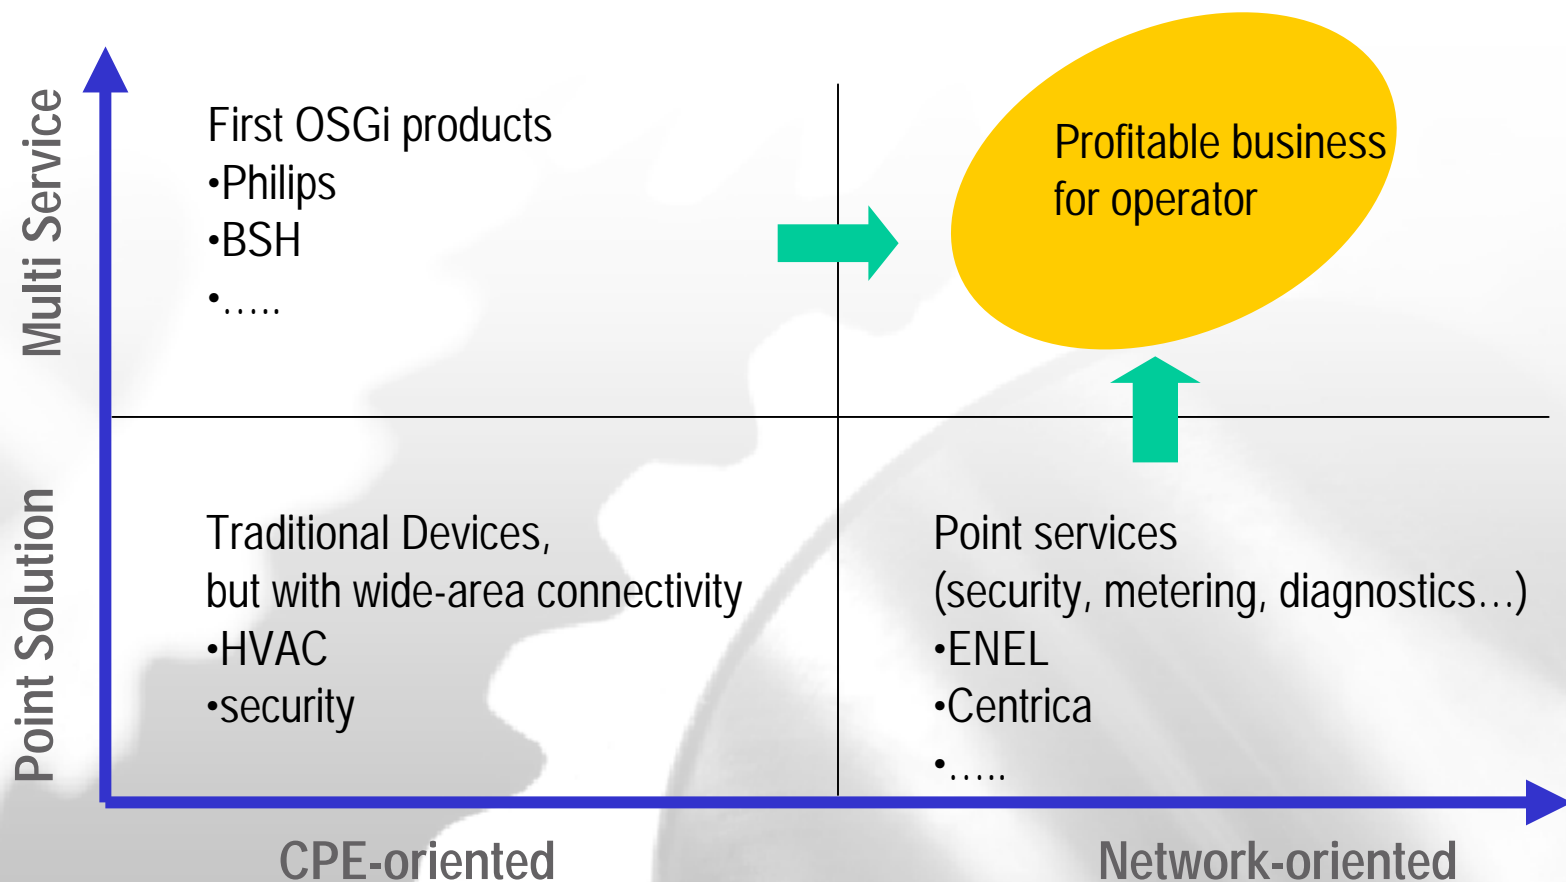 Multi Service
First OSGi products
•Philips
•BSH
•.....
Profitable business
for operator
Point Solution
Traditional Devices,
but with wide-area connectivity
•HVAC
•security
Point services
(security, metering, diagnostics…)
•ENEL
•Centrica
•.....
CPE-oriented
Network-oriented